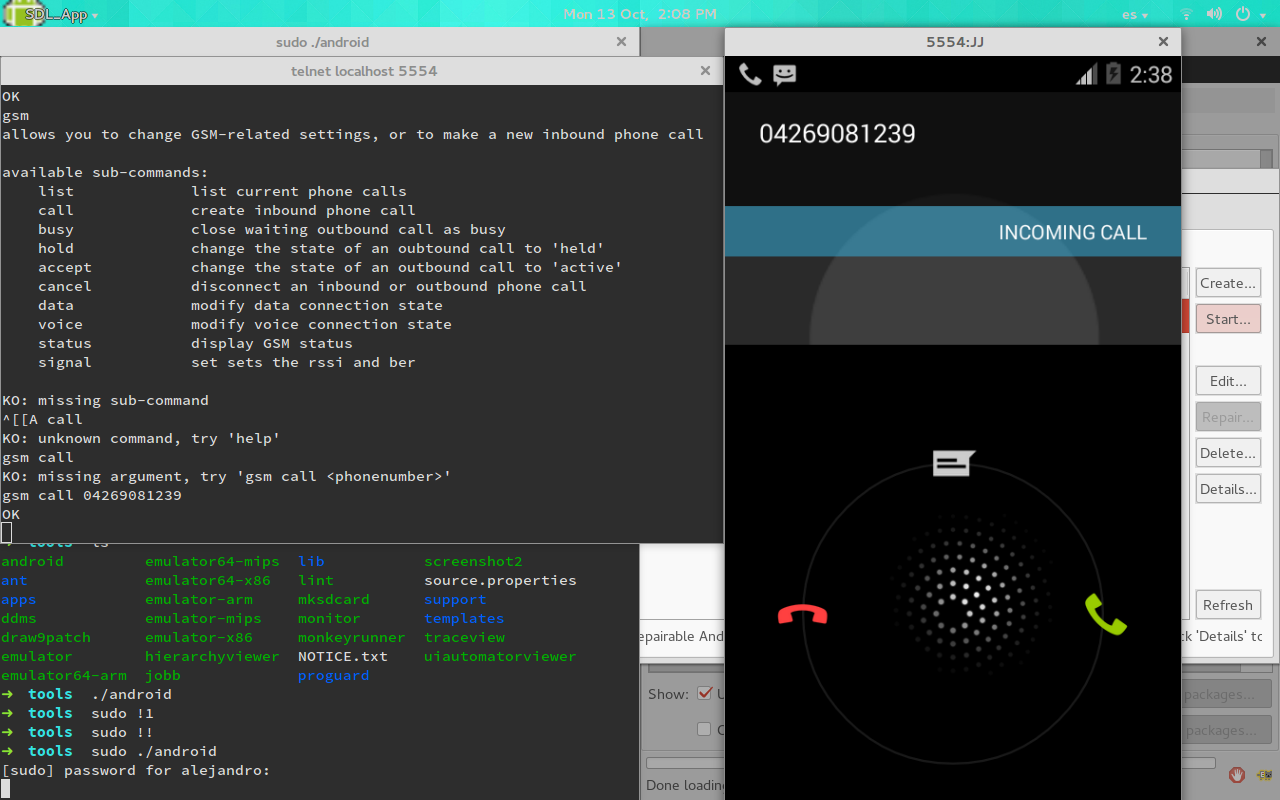 SDL_App
Mon 13 Oct, 2:08 PM
es
sudo ./android
telnet localhost 5554
OK
gsm
allows you to change GSM-related settings, or to make a new inbound phone call
available sub-commands:
list list current phone calls
call create inbound phone call
busy close waiting outbound call as busy
hold change the state of an oubtound call to 'held'
accept change the state of an outbound call to 'active'
cancel disconnect an inbound or outbound phone call
data modify data connection state
voice modify voice connection state
status display GSM status
signal set sets the rssi and ber
KO: missing sub-command
^[[A call
KO: unknown command, try 'help'
gsm call
KO: missing argument, try 'gsm call <phonenumber>'
gsm call 04269081239
OK
tools ls
android emulator64-mips lib screenshot2
ant emulator64-x86 lint source.properties
apps emulator-arm mksdcard support
ddms emulator-mips monitor templates
draw9patch emulator-x86 monkeyrunner traceview
emulator hierarchyviewer NOTICE.txt uiautomatorviewer
emulator64-arm jobb proguard
➜ tools ./android
➜ tools sudo !1
➜ tools sudo !!
➜ tools sudo ./android
[sudo] password for alejandro:
5554:JJ
2:38
04269081239
INCOMING CALL
Create...
Start...
Edit...
Repair...
Delete...
Details...
Refresh
epairable And
ck 'Details' to
Show: U
packages...
packages...
Done loadin